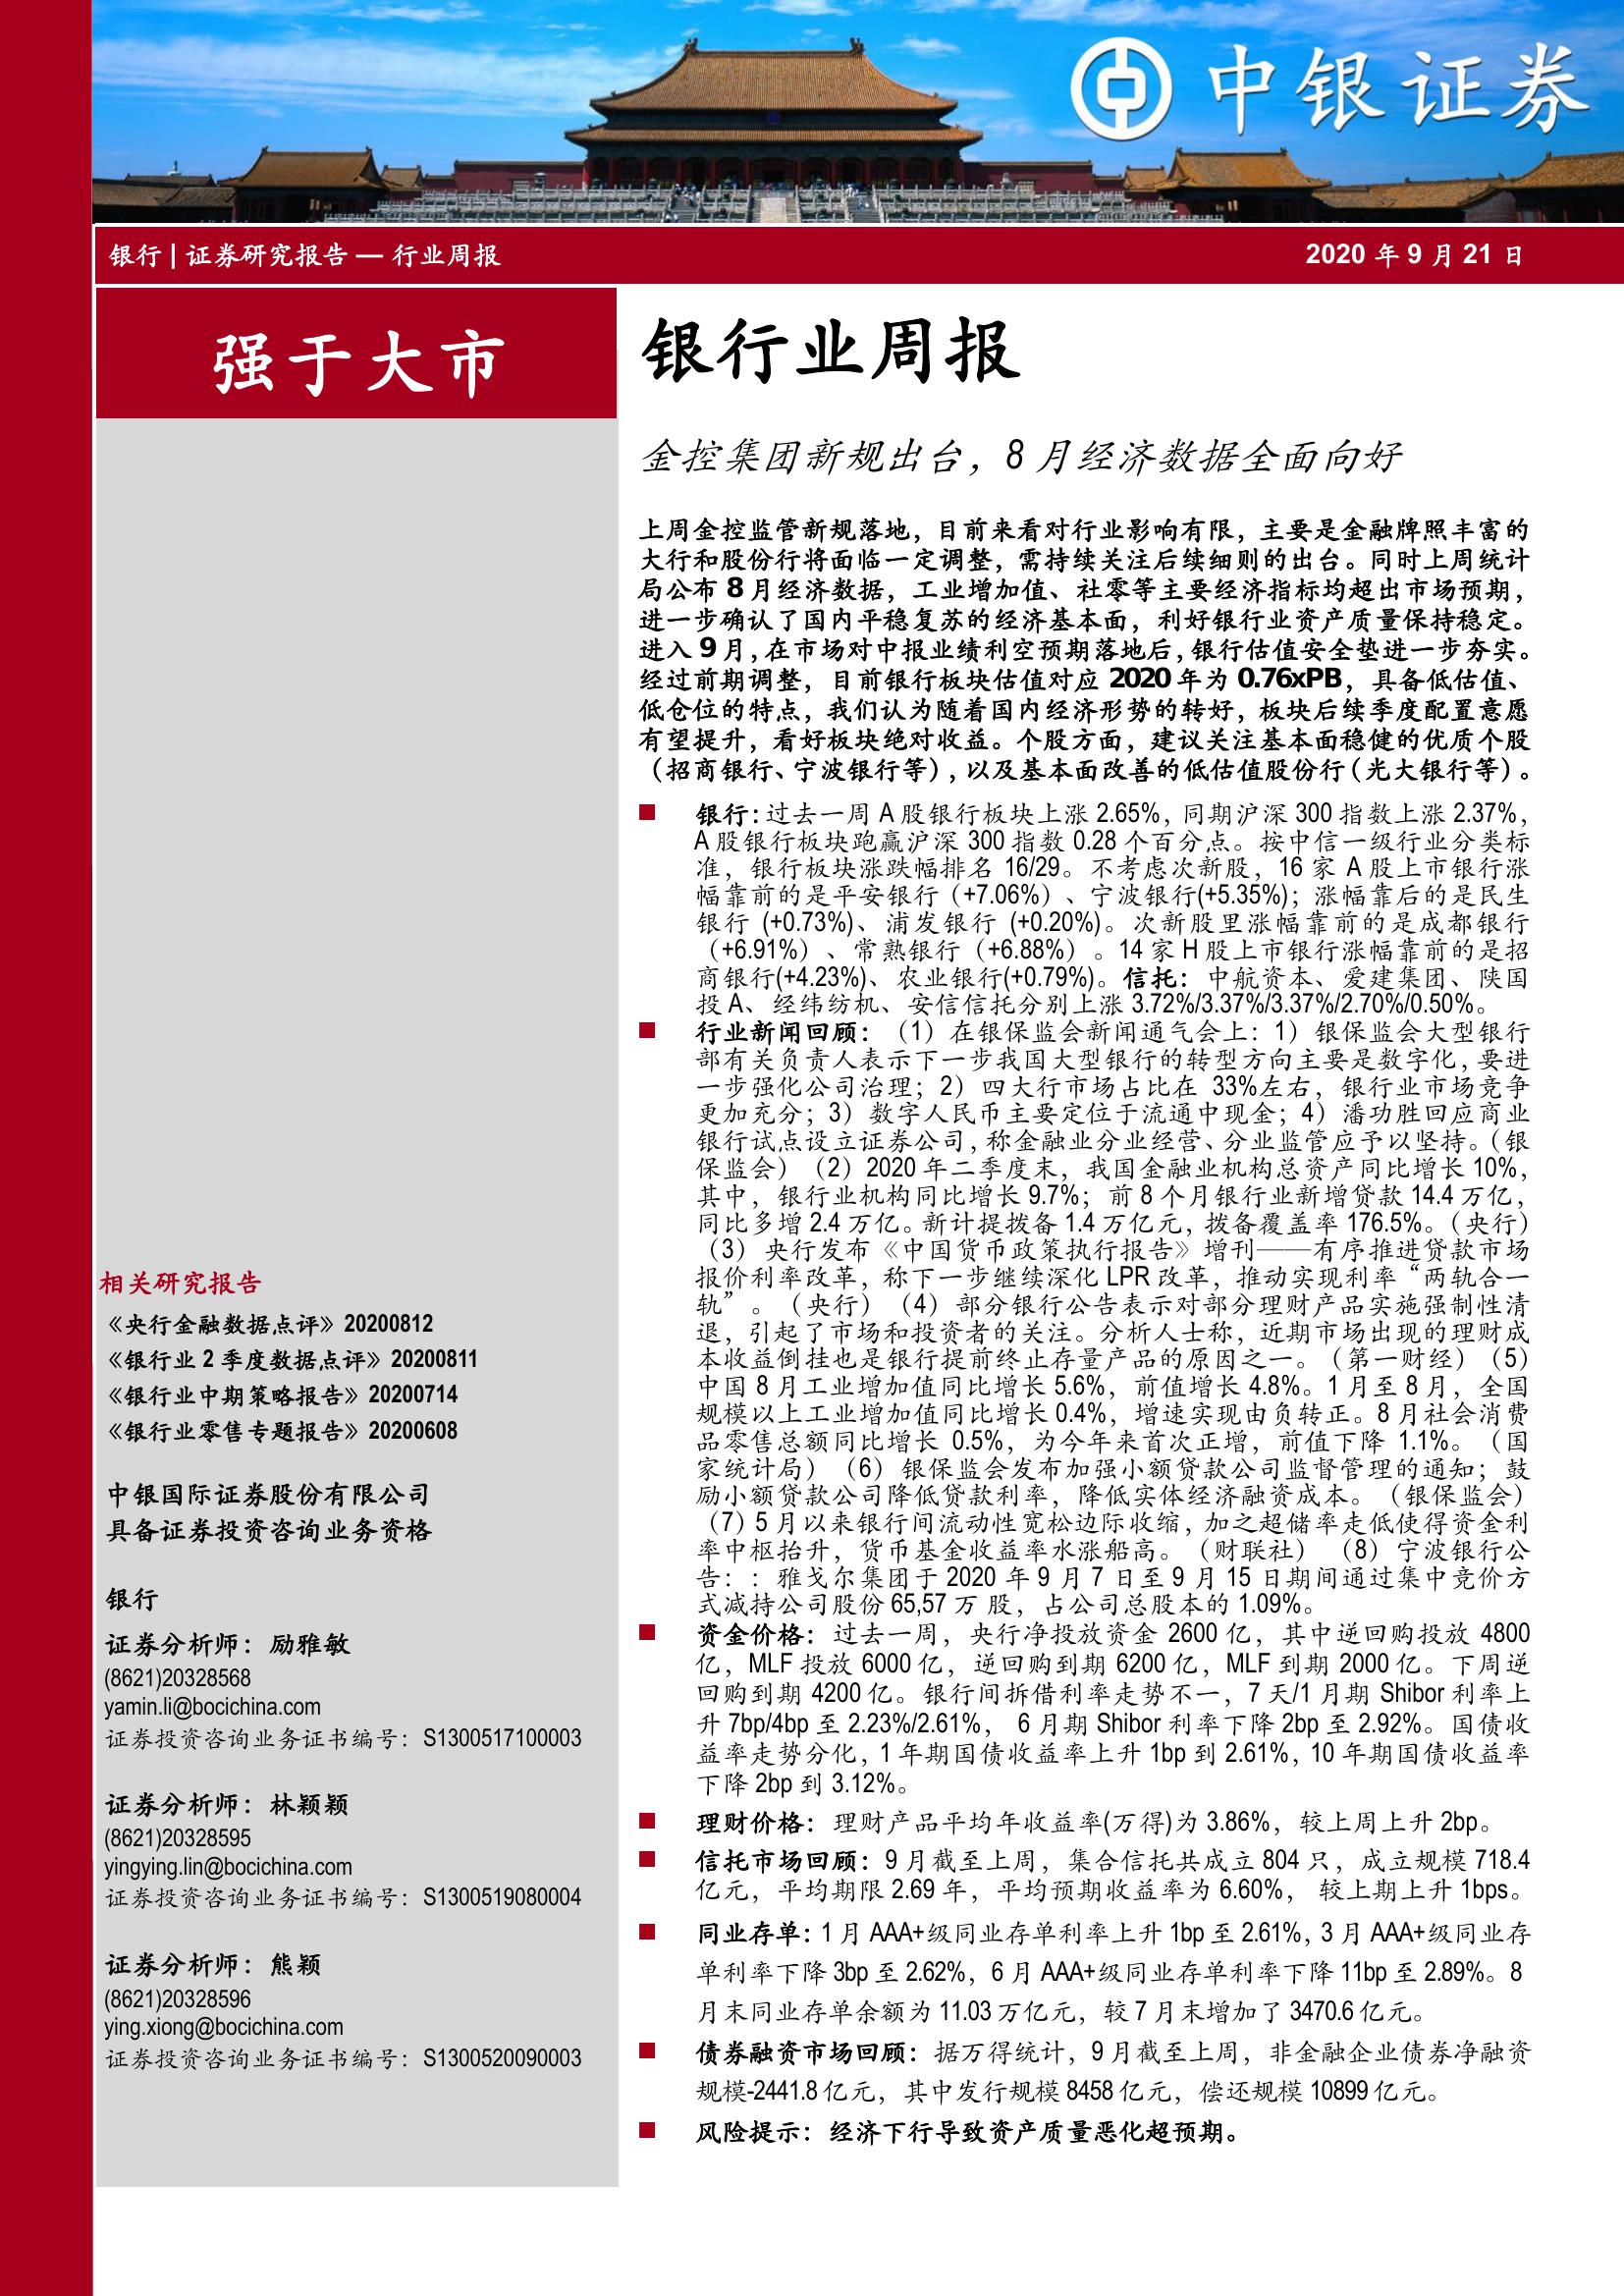 中银证券
银行 | 证券研究报告 — 行业周报
2020 年 9 月 21 日
强于大市
银行业周报
金控集团新规出台，8 月经济数据全面向好
上周金控监管新规落地，目前来看对行业影响有限，主要是金融牌照丰富的
大行和股份行将面临一定调整，需持续关注后续细则的出台。同时上周统计
局公布 8 月经济数据，工业增加值、社零等主要经济指标均超出市场预期，
进一步确认了国内平稳复苏的经济基本面，利好银行业资产质量保持稳定。
进入 9 月，在市场对中报业绩利空预期落地后，银行估值安全垫进一步夯实。
经过前期调整，目前银行板块估值对应 2020 年为 0.76xPB，具备低估值、
低仓位的特点，我们认为随着国内经济形势的转好，板块后续季度配置意愿
有望提升，看好板块绝对收益。个股方面，建议关注基本面稳健的优质个股
（招商银行、宁波银行等），以及基本面改善的低估值股份行（光大银行等）。
银行：过去一周 A 股银行板块上涨 2.65%，同期沪深 300 指数上涨 2.37%，
A 股银行板块跑赢沪深 300 指数 0.28 个百分点。按中信一级行业分类标
准，银行板块涨跌幅排名 16/29。不考虑次新股，16 家 A 股上市银行涨
幅靠前的是平安银行（+7.06%）、宁波银行(+5.35%)；涨幅靠后的是民生
银行 (+0.73%)、浦发银行 (+0.20%)。次新股里涨幅靠前的是成都银行
（+6.91%）、常熟银行（+6.88%）。14 家 H 股上市银行涨幅靠前的是招
商银行(+4.23%)、农业银行(+0.79%)。信托：中航资本、爱建集团、陕国
投 A、经纬纺机、安信信托分别上涨 3.72%/3.37%/3.37%/2.70%/0.50%。
行业新闻回顾：（1）在银保监会新闻通气会上：1）银保监会大型银行
部有关负责人表示下一步我国大型银行的转型方向主要是数字化，要进
一步强化公司治理；2）四大行市场占比在 33%左右，银行业市场竞争
更加充分；3）数字人民币主要定位于流通中现金；4）潘功胜回应商业
银行试点设立证券公司，称金融业分业经营、分业监管应予以坚持。（银
保监会）（2）2020 年二季度末，我国金融业机构总资产同比增长 10%，
其中，银行业机构同比增长 9.7%；前 8 个月银行业新增贷款 14.4 万亿，
同比多增 2.4 万亿。新计提拨备 1.4 万亿元，拨备覆盖率 176.5%。（央行）
（3）央行发布《中国货币政策执行报告》增刊——有序推进贷款市场
报价利率改革，称下一步继续深化 LPR 改革，推动实现利率“两轨合一
轨”。（央行）（4）部分银行公告表示对部分理财产品实施强制性清
退，引起了市场和投资者的关注。分析人士称，近期市场出现的理财成
本收益倒挂也是银行提前终止存量产品的原因之一。（第一财经）（5）
中国 8 月工业增加值同比增长 5.6%，前值增长 4.8%。1 月至 8 月，全国
规模以上工业增加值同比增长 0.4%，增速实现由负转正。8 月社会消费
品零售总额同比增长 0.5%，为今年来首次正增，前值下降 1.1%。（国
家统计局）（6）银保监会发布加强小额贷款公司监督管理的通知；鼓
励小额贷款公司降低贷款利率，降低实体经济融资成本。（银保监会）
（7）5 月以来银行间流动性宽松边际收缩，加之超储率走低使得资金利
率中枢抬升，货币基金收益率水涨船高。（财联社）（8）宁波银行公
告：：雅戈尔集团于 2020 年 9 月 7 日至 9 月 15 日期间通过集中竞价方
式减持公司股份 65,57 万 股，占公司总股本的 1.09%。
资金价格：过去一周，央行净投放资金 2600 亿，其中逆回购投放 4800
亿，MLF 投放 6000 亿，逆回购到期 6200 亿，MLF 到期 2000 亿。下周逆
回购到期 4200 亿。银行间拆借利率走势不一，7 天/1 月期 Shibor 利率上
升 7bp/4bp 至 2.23%/2.61%， 6 月期 Shibor 利率下降 2bp 至 2.92%。国债收
益率走势分化，1 年期国债收益率上升 1bp 到 2.61%，10 年期国债收益率
下降 2bp 到 3.12%。
理财价格：理财产品平均年收益率(万得)为 3.86%，较上周上升 2bp。
信托市场回顾：9 月截至上周，集合信托共成立 804 只，成立规模 718.4
亿元，平均期限 2.69 年，平均预期收益率为 6.60%， 较上期上升 1bps。
同业存单：1 月 AAA+级同业存单利率上升 1bp 至 2.61%，3 月 AAA+级同业存
单利率下降 3bp 至 2.62%，6 月 AAA+级同业存单利率下降 11bp 至 2.89%。8
月末同业存单余额为 11.03 万亿元，较 7 月末增加了 3470.6 亿元。
债券融资市场回顾：据万得统计，9 月截至上周，非金融企业债券净融资
规模-2441.8 亿元，其中发行规模 8458 亿元，偿还规模 10899 亿元。
风险提示：经济下行导致资产质量恶化超预期。
相关研究报告
《央行金融数据点评》20200812
《银行业 2 季度数据点评》20200811
《银行业中期策略报告》20200714
《银行业零售专题报告》20200608
中银国际证券股份有限公司
具备证券投资咨询业务资格
银行
证券分析师：励雅敏
(8621)20328568
yamin.li@bocichina.com
证券投资咨询业务证书编号：S1300517100003
证券分析师：林颖颖
(8621)20328595
yingying.lin@bocichina.com
证券投资咨询业务证书编号：S1300519080004
证券分析师：熊颖
(8621)20328596
ying.xiong@bocichina.com
证券投资咨询业务证书编号：S1300520090003